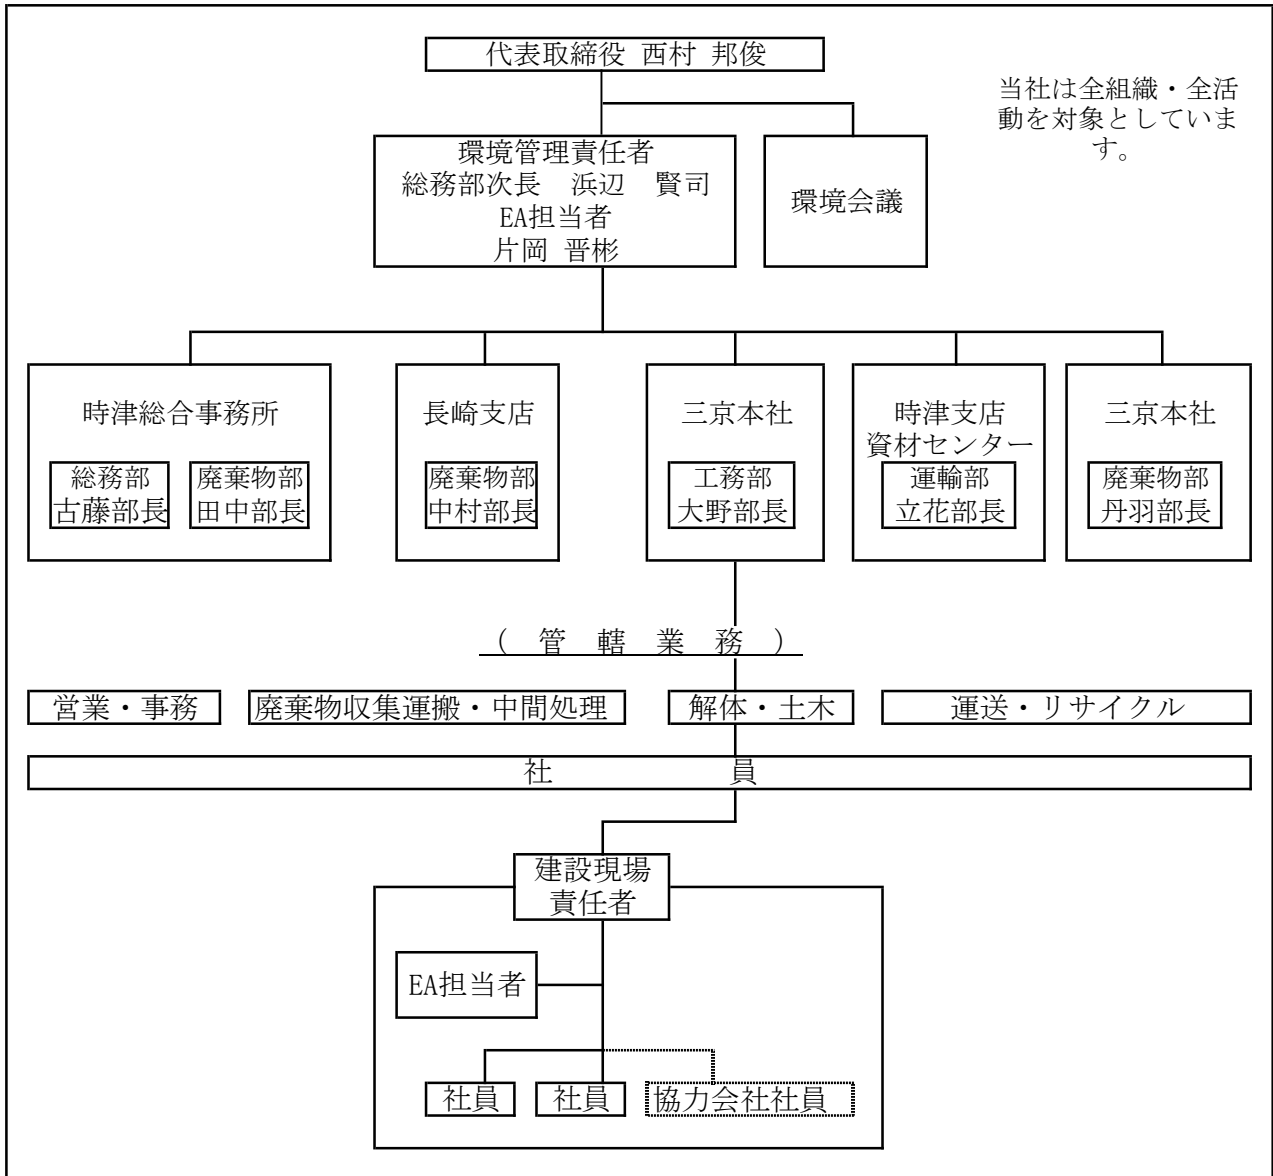 代表取締役 西村 邦俊
当社は全組織・全活
動を対象としていま
す。
環境管理責任者
総務部次長 浜辺 賢司
EA担当者
片岡 晋彬
環境会議
時津総合事務所
総務部
古藤部長
廃棄物部
田中部長
長崎支店
廃棄物部
中村部長
三京本社
工務部
大野部長
時津支店
資材センター
運輸部
立花部長
三京本社
廃棄物部
丹羽部長
( 管 轄 業 務 )
営業・事務
廃棄物収集運搬・中間処理
解体・土木
運送・リサイクル
社 員
建設現場
責任者
EA担当者
社員
社員
協力会社社員